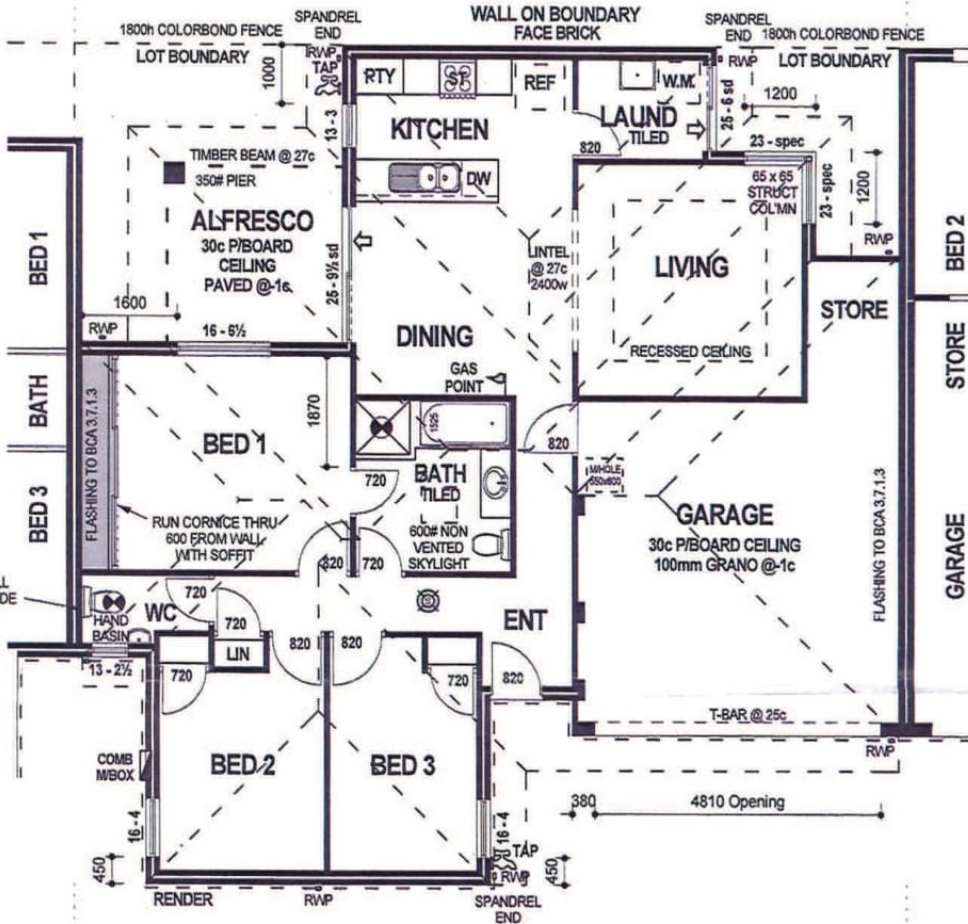 WALL ON BOUNDARY
FACE BRICK
SPANDREL
END
SPANDREL
END
1800h COLORBOND FENCE
1800h COLORBOND FENCE
LOT BOUNDARY
LOT BOUNDARY
RWP
TAP
RWP
1000
PTY
ST
REF
W.M.
25 - 6 sd
1200
13 - 3
KITCHEN
LAUND
TILED
820
23 - spec
TIMBER BEAM @ 27c
350# PIER
DW
65 x 65
STRUCT
COL'MN
23 - spec
1200
RWP
ALFRESCO
30c P/BOARD
CEILING
PAVED @-1c
25 - 9½ sd
LINTEL
@ 27c
2400w
LIVING
BED 1
BED 2
STORE
1600
RWP
16 - 6½
DINING
RECESSED CEILING
GAS
POINT
STORE
BATH
FLASHING TO BCA 3.7.1.3
1870
1525
BED 1
820
BATH
TILED
720
M/HOLE
550x600
BED 3
RUN CORNICE THRU
600 FROM WALL
WITH SOFFIT
600# NON
VENTED
SKYLIGHT
GARAGE
30c P/BOARD CEILING
100mm GRANO @-1c
FLASHING TO BCA 3.7.1.3
GARAGE
820
720
720
WC
HAND
BASIN
720
LIN
820
820
ENT
13 - 2½
720
720
820
T-BAR @ 25c
RWP
COMB
M/BOX
BED 2
BED 3
380
4810 Opening
16 - 4
16 - 4
450
TAP
RWP
450
RENDER
RWP
SPANDREL
END